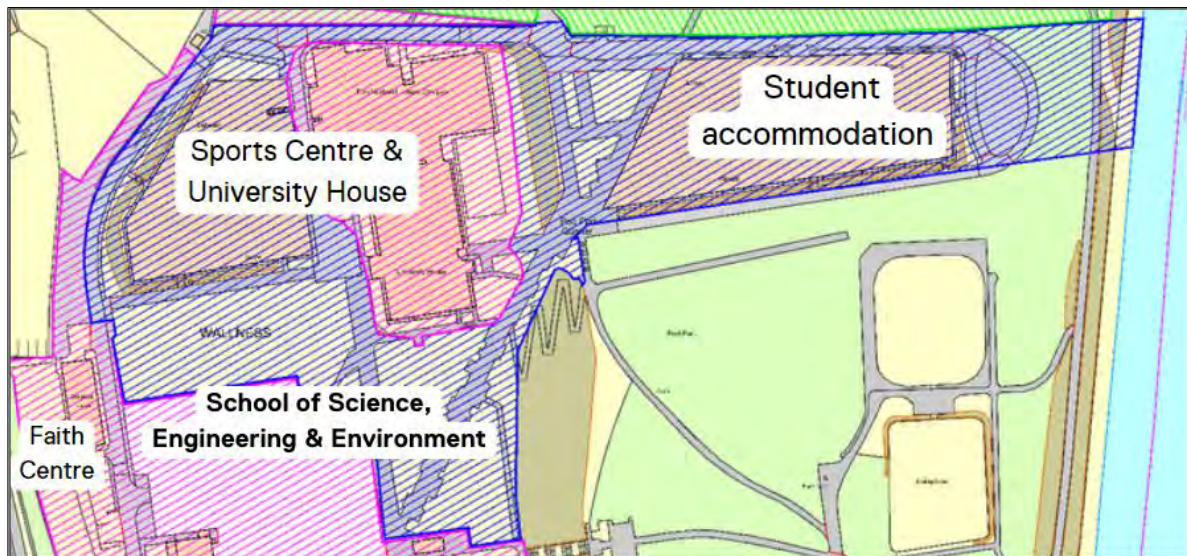 Student
accommodation
Sports Centre &
University House
WALLNESS
School of Science,
Engineering & Environment
Faith
Centre